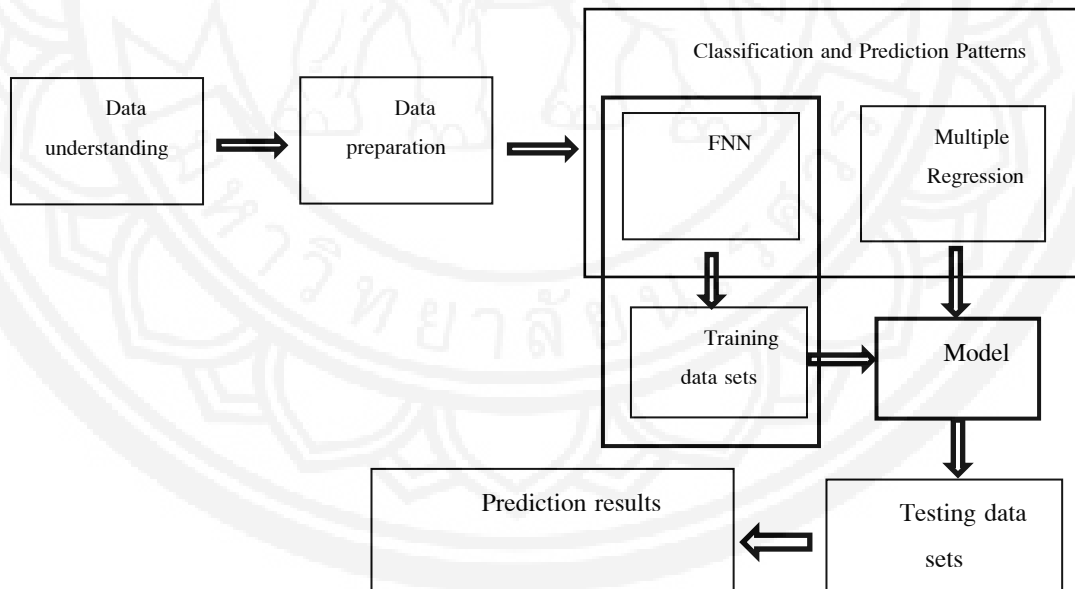 Classification and Prediction Patterns
Data
understanding
Data
preparation
FNN
Multiple
Regression
Training
data sets
Model
Prediction results
Testing data
sets